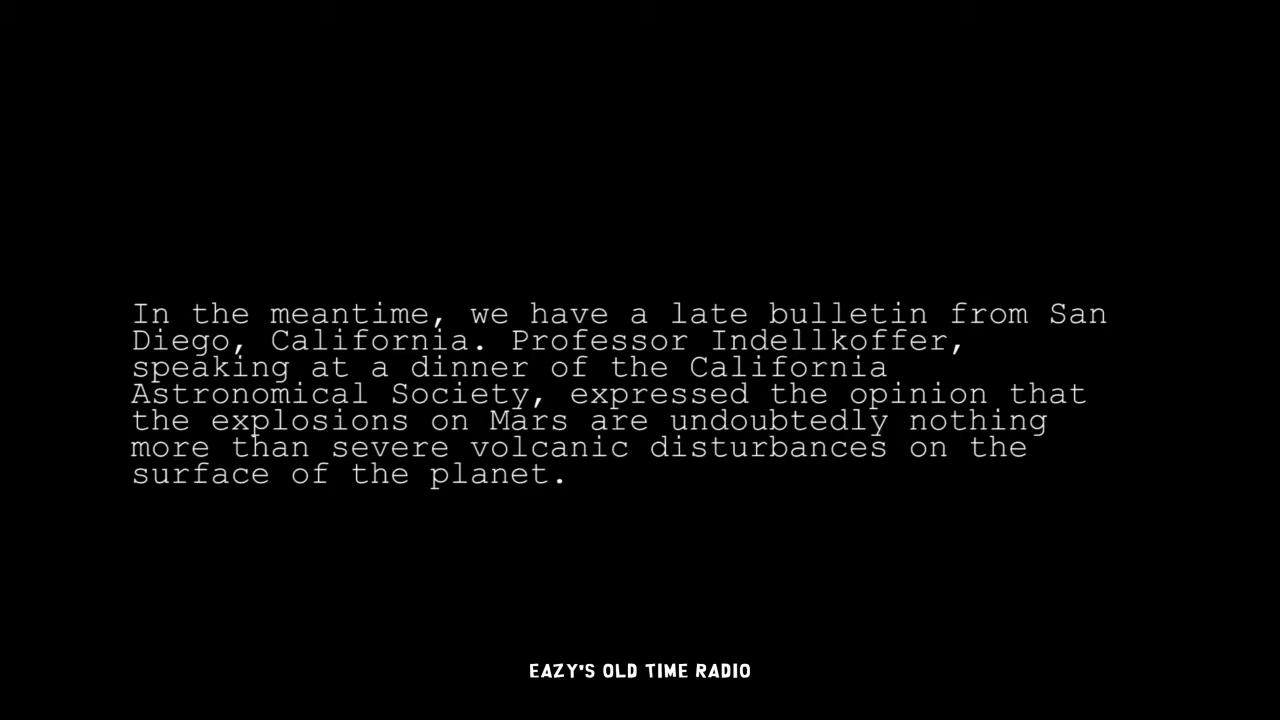 In the meantime, we have a late bulletin from San
Diego, California. Professor Indellkoffer,
speaking at a dinner of the California
Astronomical Society, expressed the opinion that
the explosions on Mars are undoubtedly nothing
more than severe volcanic disturbances on the
surface of the planet.
EAZY'S OLD TIME RADIO